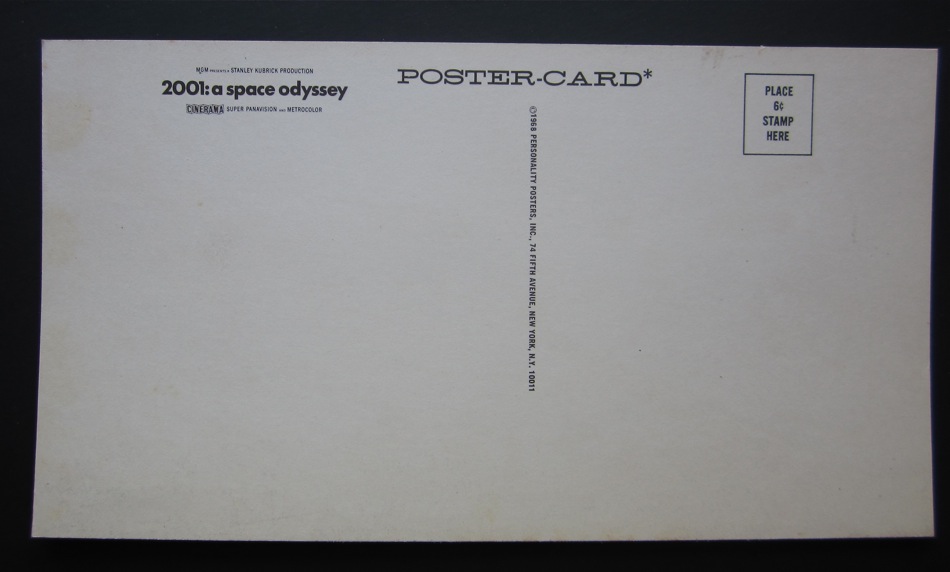 MGM PRESENTS A STANLEY KUBRICK PRODUCTION
2001: a space odyssey
CINERAMA SUPER PANAVISION AND METROCOLOR
POSTER-CARD*
©1968 PERSONALITY POSTERS, INC., 74 FIFTH AVENUE, NEW YORK, N.Y. 10011
PLACE
6¢
STAMP
HERE